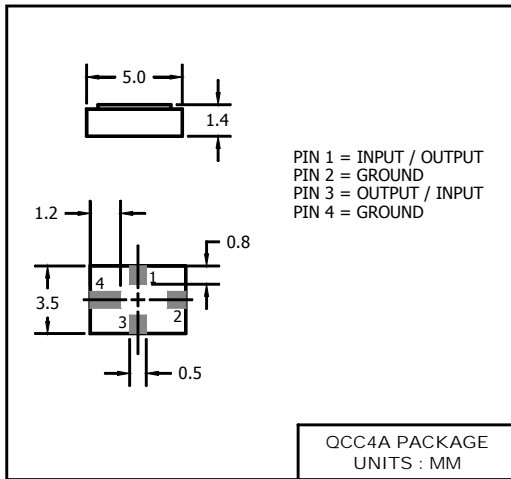 5.0
1.4
PIN 1 = INPUT / OUTPUT
PIN 2 = GROUND
PIN 3 = OUTPUT / INPUT
PIN 4 = GROUND
1.2
0.8
1
4
3.5
2
3
0.5
QCC4A PACKAGE
UNITS : MM